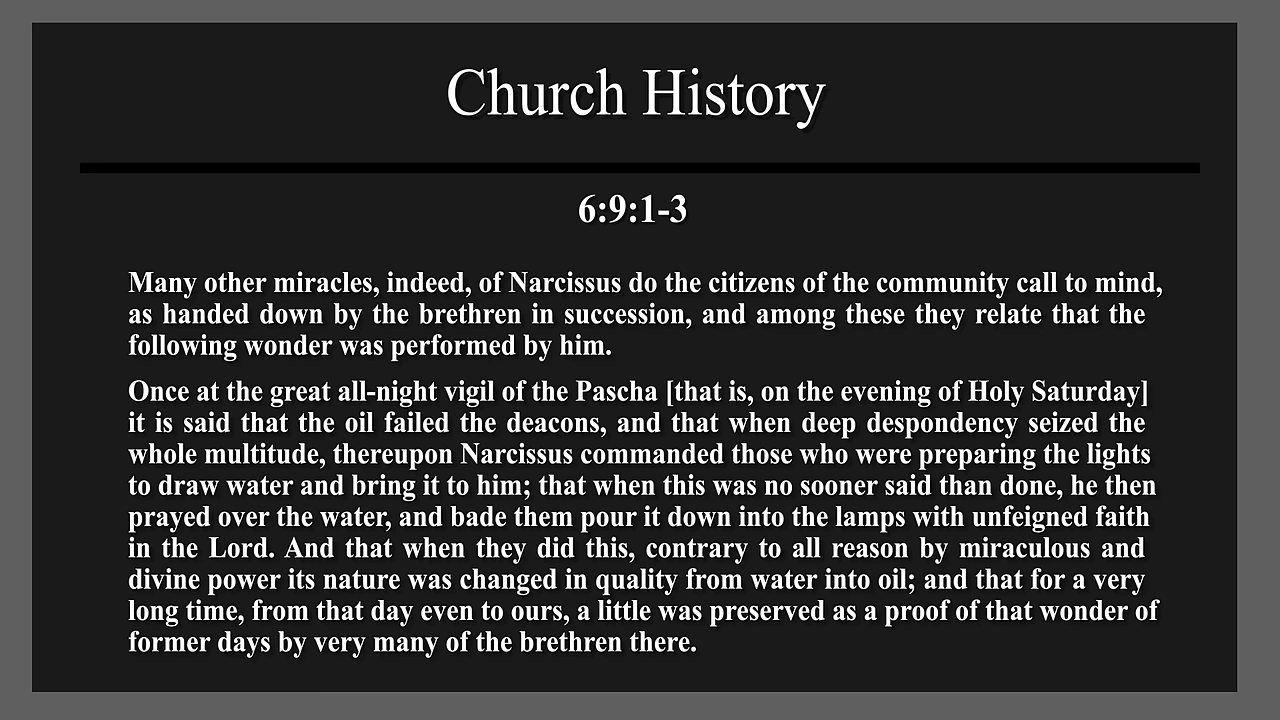 Church History
6:9:1-3
Many other miracles, indeed, of Narcissus do the citizens of the community call to mind,
as handed down by the brethren in succession, and among these they relate that the
following wonder was performed by him.
Once at the great all-night vigil of the Pascha [that is, on the evening of Holy Saturday]
it is said that the oil failed the deacons, and that when deep despondency seized the
whole multitude, thereupon Narcissus commanded those who were preparing the lights
to draw water and bring it to him; that when this was no sooner said than done, he then
prayed over the water, and bade them pour it down into the lamps with unfeigned faith
in the Lord. And that when they did this, contrary to all reason by miraculous and
divine power its nature was changed in quality from water into oil; and that for a very
long time, from that day even to ours, a little was preserved as a proof of that wonder of
former days by very many of the brethren there.